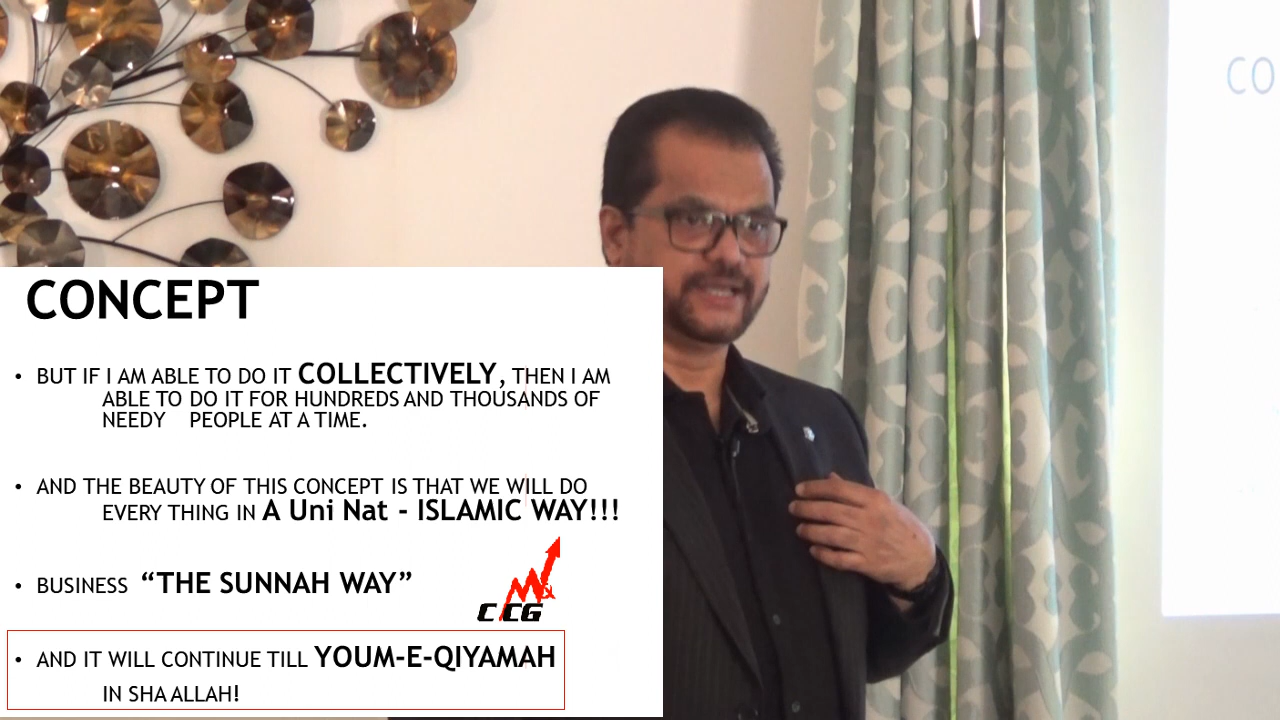 CO
CONCEPT
• BUT IF I AM ABLE TO DO IT COLLECTIVELY, THEN I AM
ABLE TO DO IT FOR HUNDREDS AND THOUSANDS OF
NEEDY PEOPLE AT A TIME.
• AND THE BEAUTY OF THIS CONCEPT IS THAT WE WILL DO
EVERY THING IN A Uni Nat - ISLAMIC WAY!!!
• BUSINESS “THE SUNNAH WAY”
• AND IT WILL CONTINUE TILL YOUM-E-QIYAMAH
IN SHA ALLAH!